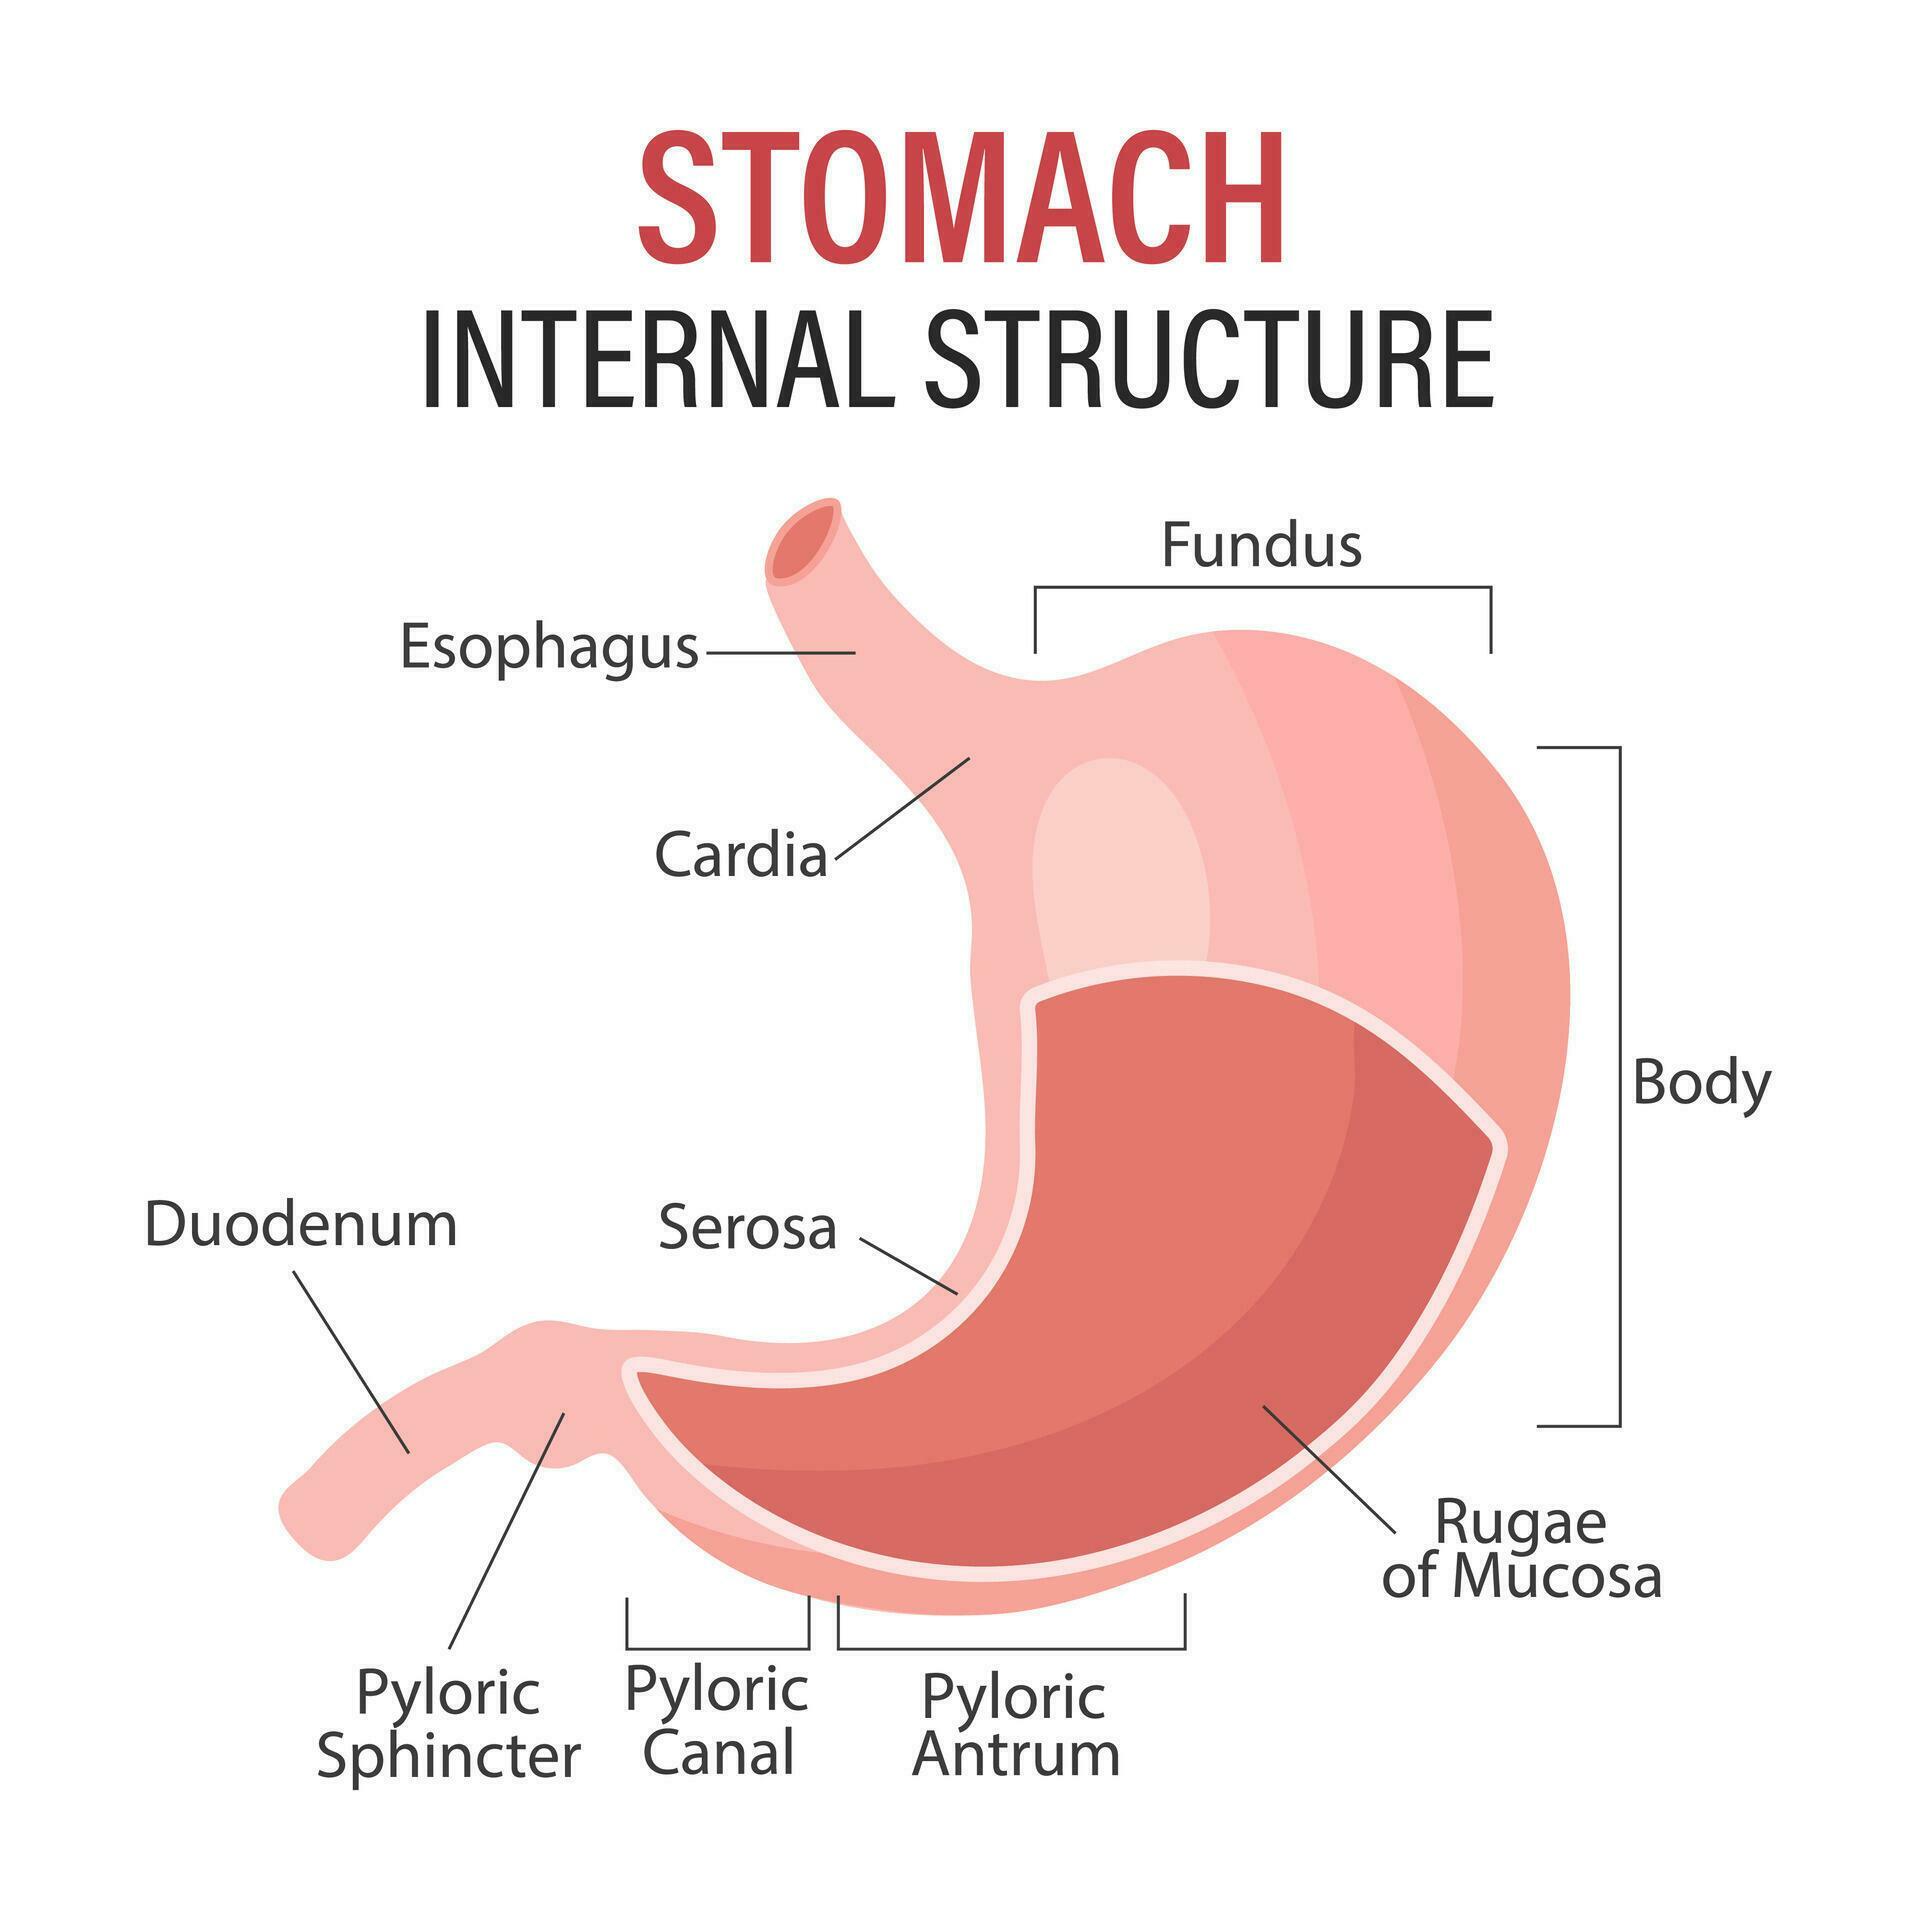 STOMACH
INTERNAL STRUCTURE
Fundus
Esophagus
Cardia
Body
Duodenum
Serosa
Rugae
of Mucosa
Pyloric
Sphincter
Pyloric
Canal
Pyloric
Antrum